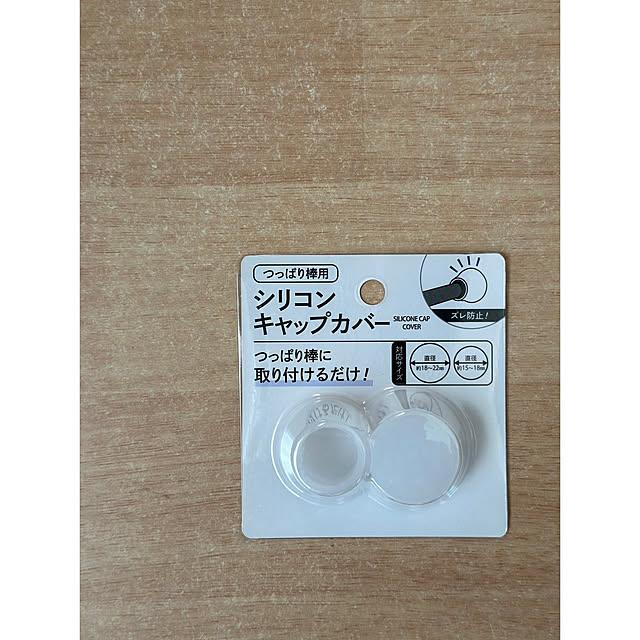 つっぱり棒用
シリコン
キャップカバー
SILICONE CAP
COVER
ズレ防止!
つっぱり棒に
取り付けるだけ!
対応サイズ
直径
約18〜22㎜
直径
約15〜18㎜